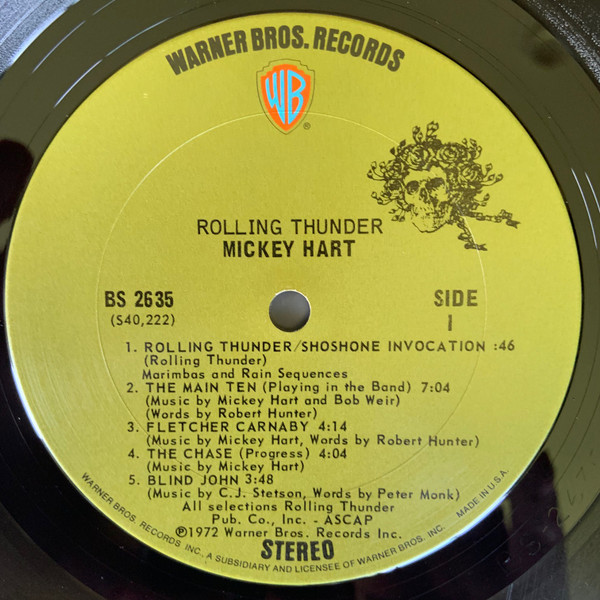 WARNER BROS. RECORDS
WB
®
ROLLING THUNDER
MICKEY HART
BS 2635
(S40,222)
SIDE
1
1. ROLLING THUNDER/SHOSHONE INVOCATION :46
(Rolling Thunder)
Marimbas and Rain Sequences
2. THE MAIN TEN (Playing in the Band) 7:04
(Music by Mickey Hart and Bob Weir)
(Words by Robert Hunter)
3. FLETCHER CARNABY 4:14
(Music by Mickey Hart, Words by Robert Hunter)
4. THE CHASE (Progress) 4:04
(Music by Mickey Hart)
5. BLIND JOHN 3:48
(Music by C.J. Stetson, Words by Peter Monk)
All selections Rolling Thunder
Pub. Co., Inc. - ASCAP
℗1972 Warner Bros. Records Inc.
STEREO
WARNER BROS. RECORDS INC. A SUBSIDIARY AND LICENSEE OF WARNER BROS. INC. MADE IN U.S.A.